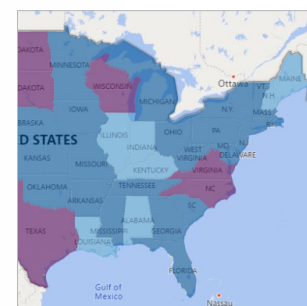 DAKOTA
MINNESOTA
MAINE
Ottawa
DAKOTA
WISCONSIN
VT.
N.H.
MICHIGAN
N.Y.
MASS.
IOWA
BRASKA
ILLINOIS
OHIO
PA.
N.J.
D STATES
INDIANA
MD.
DELAWARE
KANSAS
MISSOURI
WEST
VIRGINIA
KENTUCKY
VIRGINIA
OKLAHOMA
TENNESSEE
NC
ARKANSAS
SC
ALABAMA
TEXAS
MISSISSIPPI
GEORGIA
LOUISIANA
FLORIDA
Gulf of
Mexico
Nassau